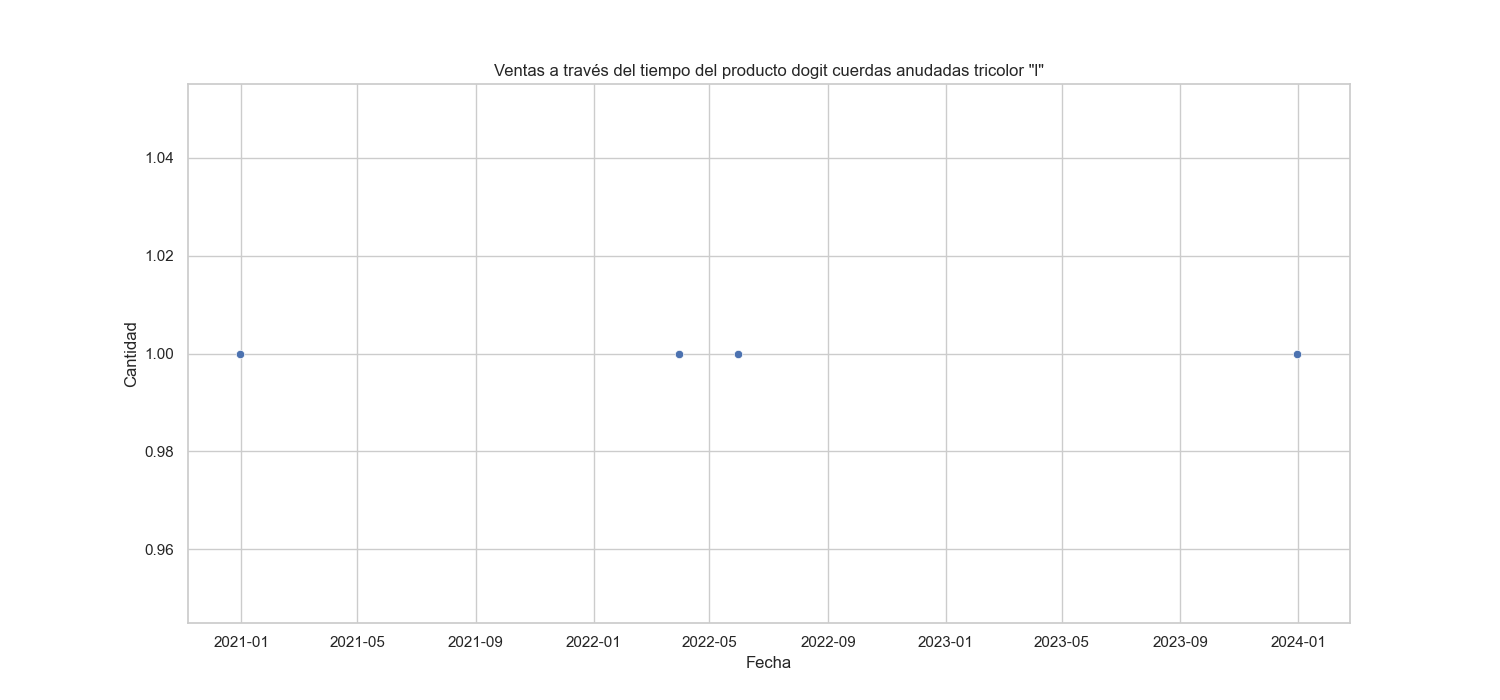 Ventas a través del tiempo del producto dogit cuerdas anudadas tricolor "l"
Cantidad
1.04
1.02
1.00
0.98
0.96
2021-01 2021-05 2021-09 2022-01 2022-05 2022-09 2023-01 2023-05 2023-09 2024-01
Fecha